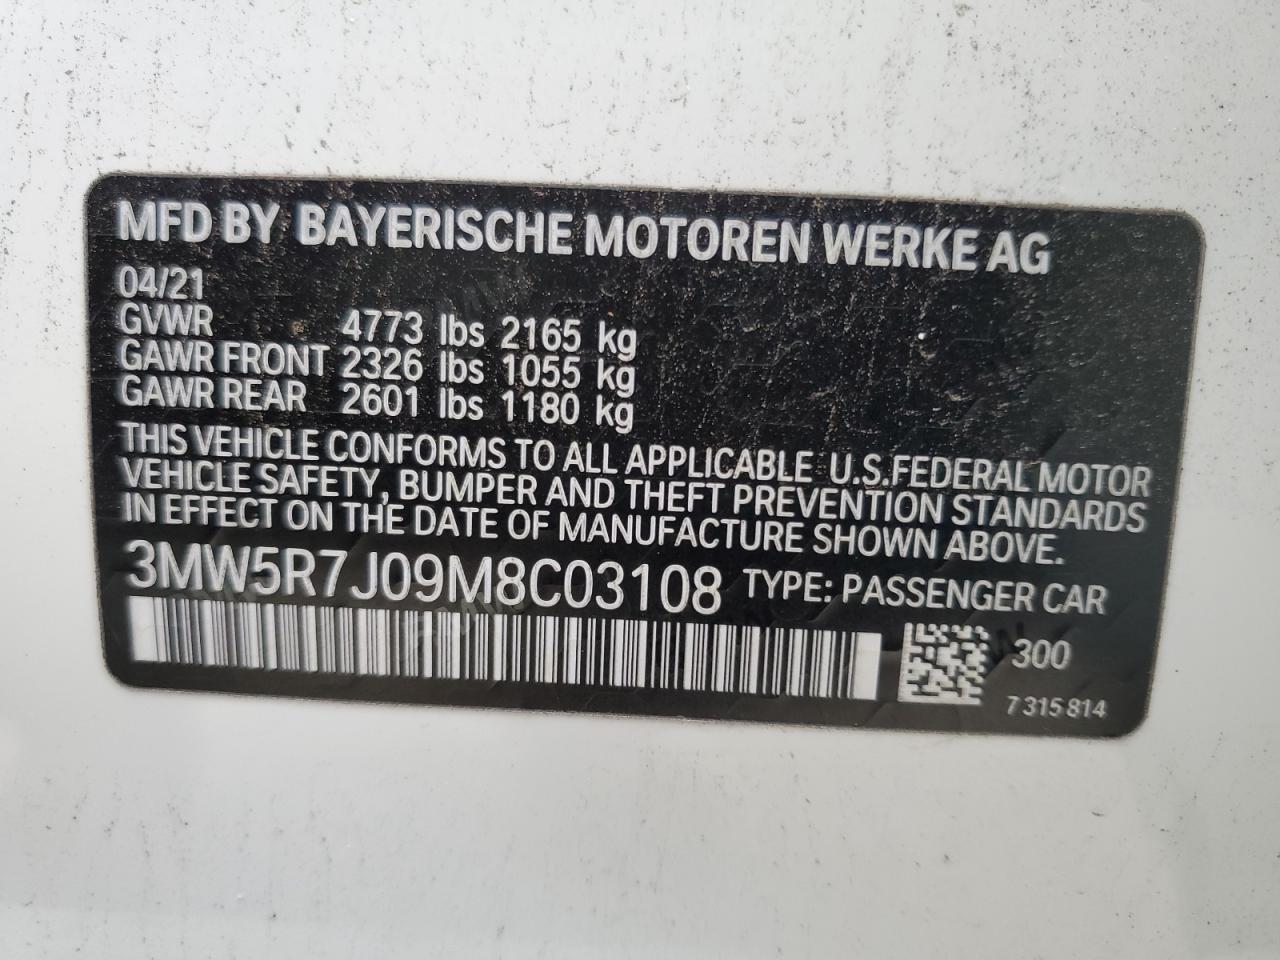 MFD BY BAYERISCHE MOTOREN WERKE AG
04/21
GVWR 4773 lbs 2165 kg
GAWR FRONT 2326 lbs 1055 kg
GAWR REAR 2601 lbs 1180 kg
THIS VEHICLE CONFORMS TO ALL APPLICABLE U.S.FEDERAL MOTOR
VEHICLE SAFETY, BUMPER AND THEFT PREVENTION STANDARDS
IN EFFECT ON THE DATE OF MANUFACTURE SHOWN ABOVE.
3MW5R7J09M8C03108 TYPE: PASSENGER CAR
300
7 315 814